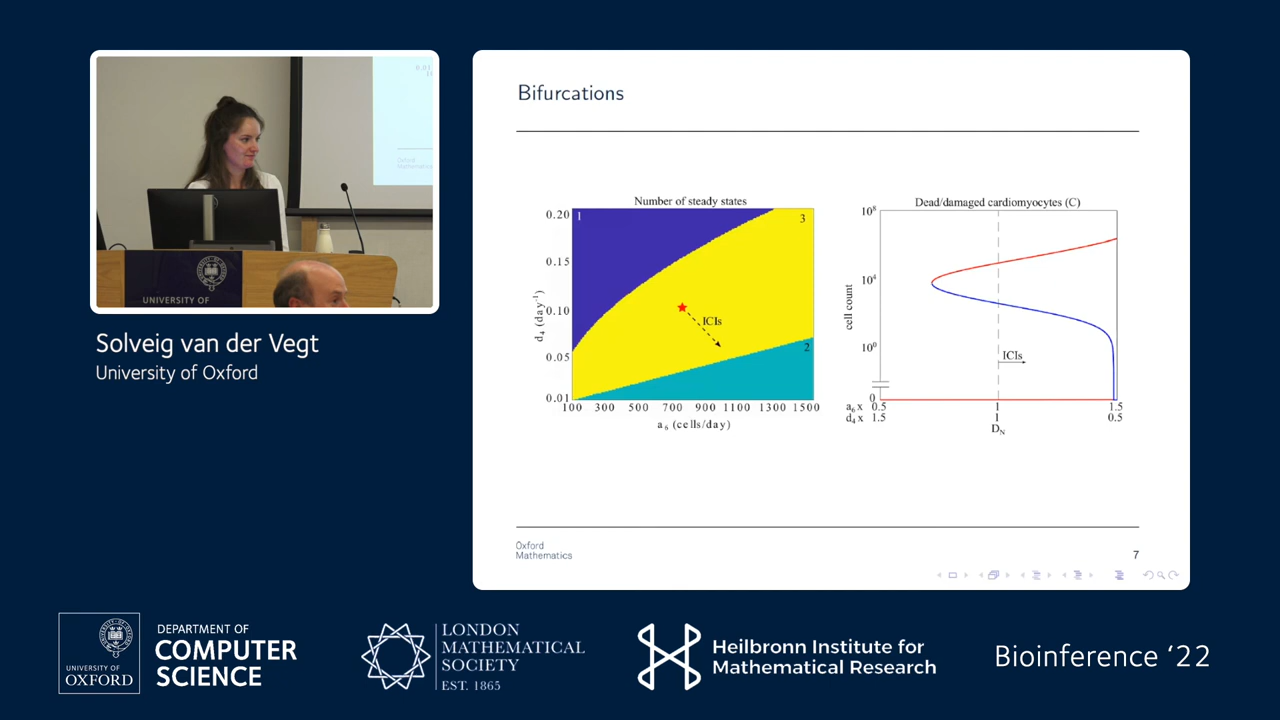 UNIVERSITY OF
Solveig van der Vegt
University of Oxford
Bifurcations
Number of steady states
1
3
2
ICIs
0.20
0.15
0.10
0.05
0.01
d₄ (day⁻¹)
100 300 500 700 900 1100 1300 1500
a₆ (cells/day)
Dead/damaged cardiomyocytes (C)
10⁸
10⁴
10⁰
0
cell count
ICIs
a₆ x 0.5 1 1.5
d₄ x 1.5 1 0.5
D_N
Oxford
Mathematics
7
UNIVERSITY OF
OXFORD
DEPARTMENT OF
COMPUTER
SCIENCE
LONDON
MATHEMATICAL
SOCIETY
EST. 1865
Heilbronn Institute for
Mathematical Research
Bioinference ‘22